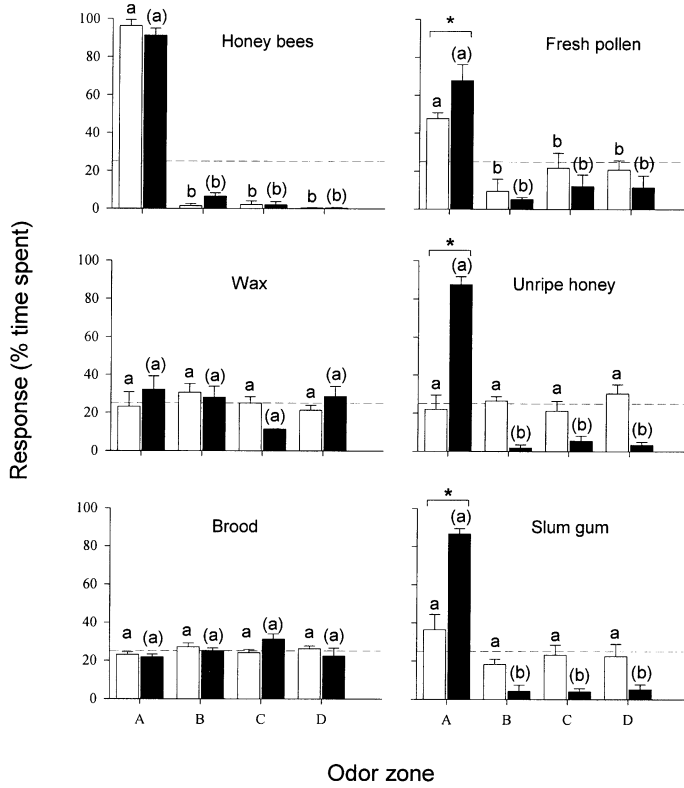 Response (% time spent)
Honey bees
100
80
60
40
20
0
a (a) b (b) b (b) b (b)
Fresh pollen
*
a (a) b (b) b (b) b (b)
Wax
100
80
60
40
20
0
a (a) a (a) a (a) a (a)
Unripe honey
*
a (a) a (b) a (b) a (b)
Brood
100
80
60
40
20
0
a (a) a (a) a (a) a (a)
A B C D
Slum gum
*
a (a) a (b) a (b) a (b)
A B C D
Odor zone